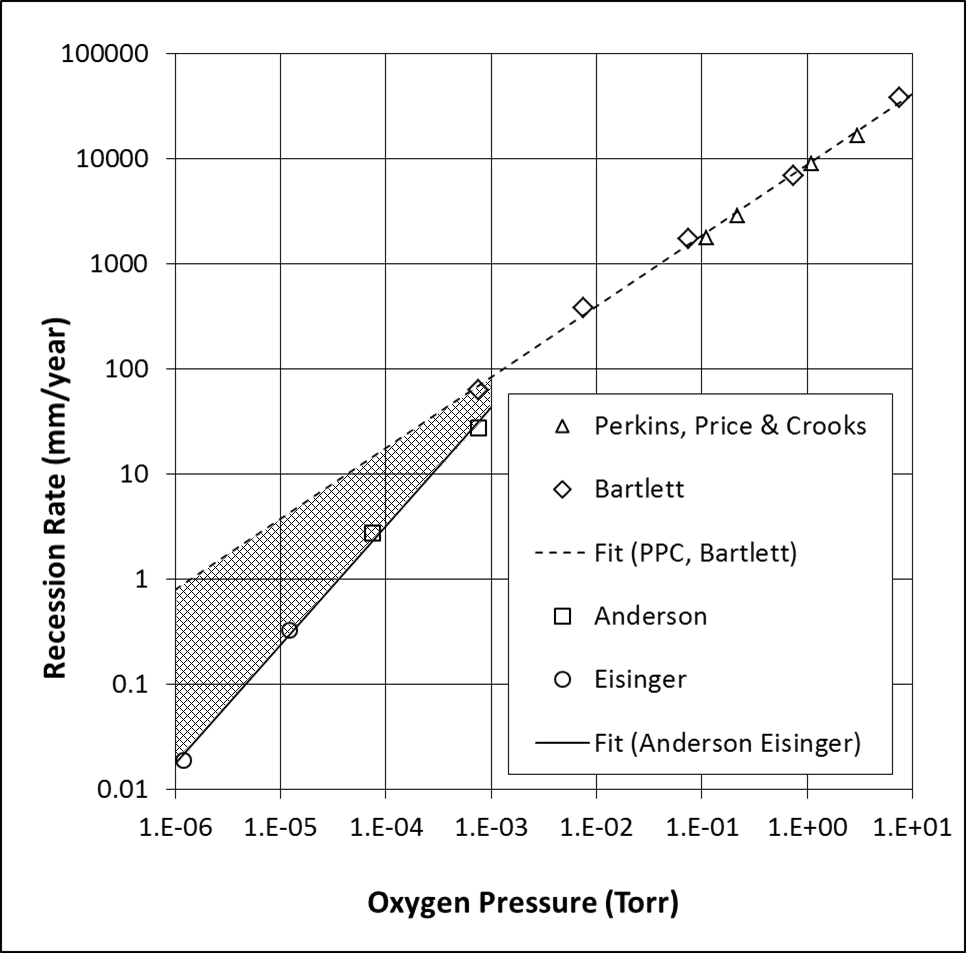 100000
10000
1000
100
10
1
0.1
0.01
Recession Rate (mm/year)
Perkins, Price & Crooks
Bartlett
Fit (PPC, Bartlett)
Anderson
Eisinger
Fit (Anderson Eisinger)
1.E-06 1.E-05 1.E-04 1.E-03 1.E-02 1.E-01 1.E+00 1.E+01
Oxygen Pressure (Torr)